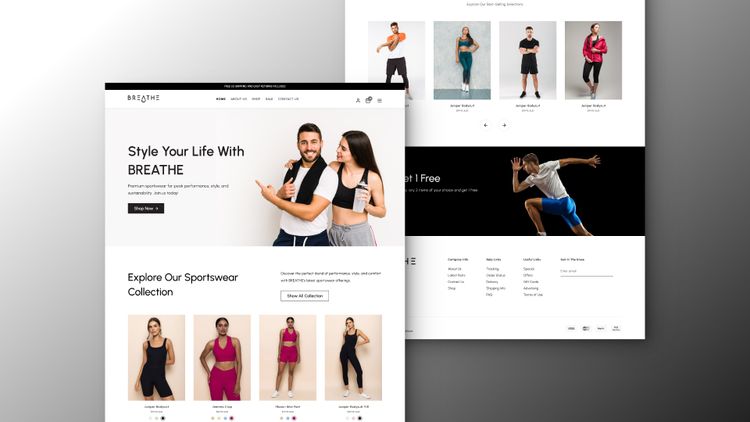 FREE US SHIPPING AND EASY RETURNS INCLUDED
BREATHE
HOME ABOUT US SHOP SALE CONTACT US
Style Your Life With
BREATHE
Premium sportswear for peak performance, style, and
sustainability. Join us today!
Shop Now →
Explore Our Sportswear
Collection
Discover the perfect blend of performance, style, and comfort
with BREATHE's latest sportswear offerings.
Show All Collection
Juniper Bodysuit
Juniper Bodysuit
Explore Our Best-Selling Selections
Juniper Bodysuit
Juniper Bodysuit
Juniper Bodysuit
Juniper Bodysuit
et 1 Free
Company Info
About Us
Latest Posts
Contact Us
Shop
Help Links
Tracking
Order Status
Delivery
Shipping Info
FAQ
Useful Links
Special
Offers
Gift Cards
Advertising
Terms of Use
Get In The Know
Enter email